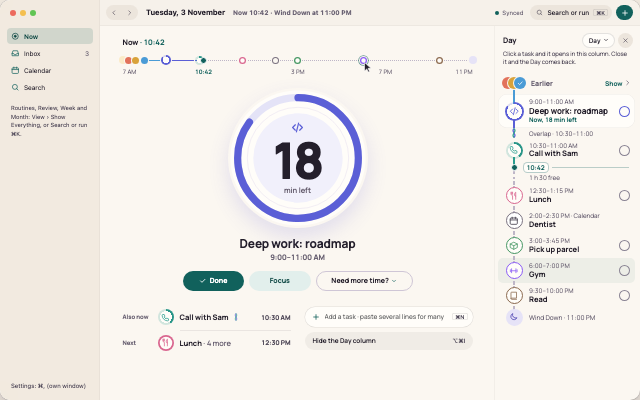 Now
Inbox 3
Calendar
Search
Routines, Review, Week and
Month: View › Show
Everything, or Search or run
⌘K.
Settings: ⌘, (own window)
Tuesday, 3 November Now 10:42 · Wind Down at 11:00 PM
Synced
Search or run ⌘K
Now · 10:42
7 AM 10:42 3 PM 7 PM 11 PM
18
min left
Deep work: roadmap
9:00–11:00 AM
Done
Focus
Need more time?
Also now Call with Sam 10:30 AM
Next Lunch · 4 more 12:30 PM
Add a task · paste several lines for many ⌘N
Hide the Day column ⌥⌘I
Day
Day
Click a task and it opens in this column. Close
it and the Day comes back.
Earlier Show
9:00–11:00 AM
Deep work: roadmap
Now, 18 min left
Overlap · 10:30–11:00
10:30–11:00 AM
Call with Sam
10:42
1 h 30 free
12:30–1:15 PM
Lunch
2:00–2:30 PM · Calendar
Dentist
3:00–3:45 PM
Pick up parcel
6:00–7:00 PM
Gym
9:30–10:00 PM
Read
Wind Down · 11:00 PM